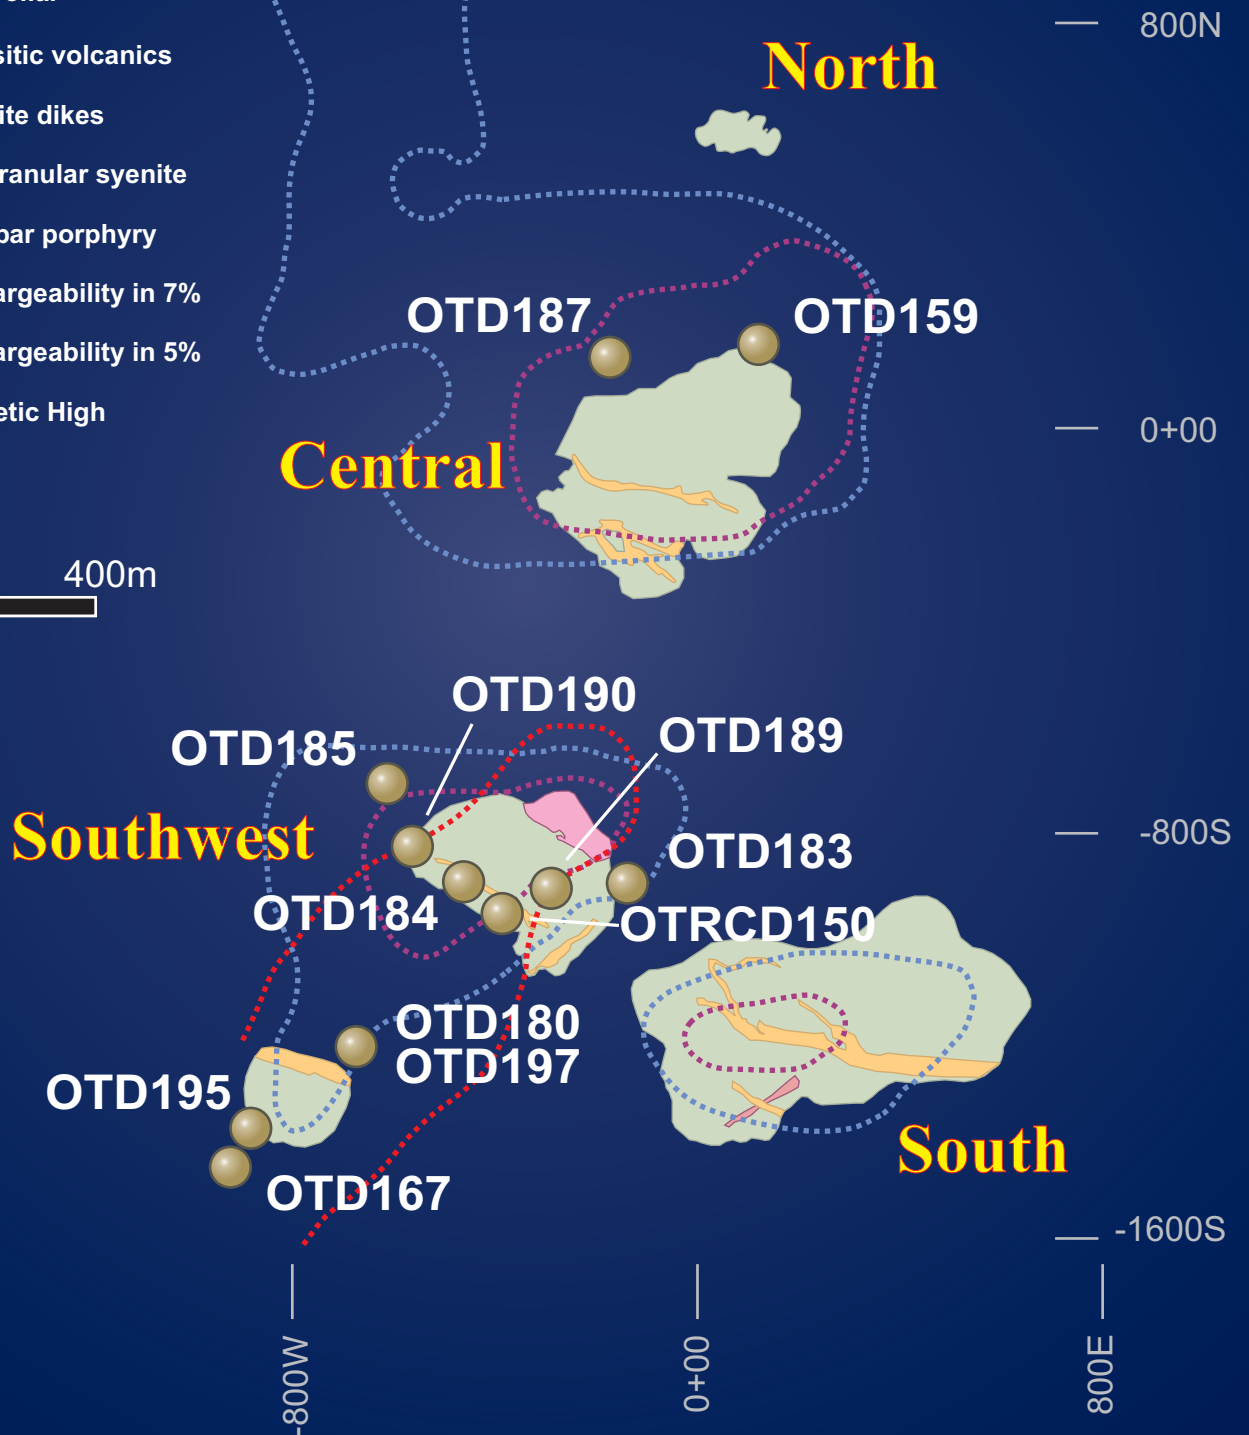 800N
sitic volcanics
North
ite dikes
ranular syenite
par porphyry
argeability in 7%
OTD187
OTD159
argeability in 5%
etic High
0+00
Central
400m
OTD190
OTD185
OTD189
Southwest
-800S
OTD183
OTD184
OTRCD150
OTD180
OTD197
OTD195
South
OTD167
-1600S
-800W
0+00
800E